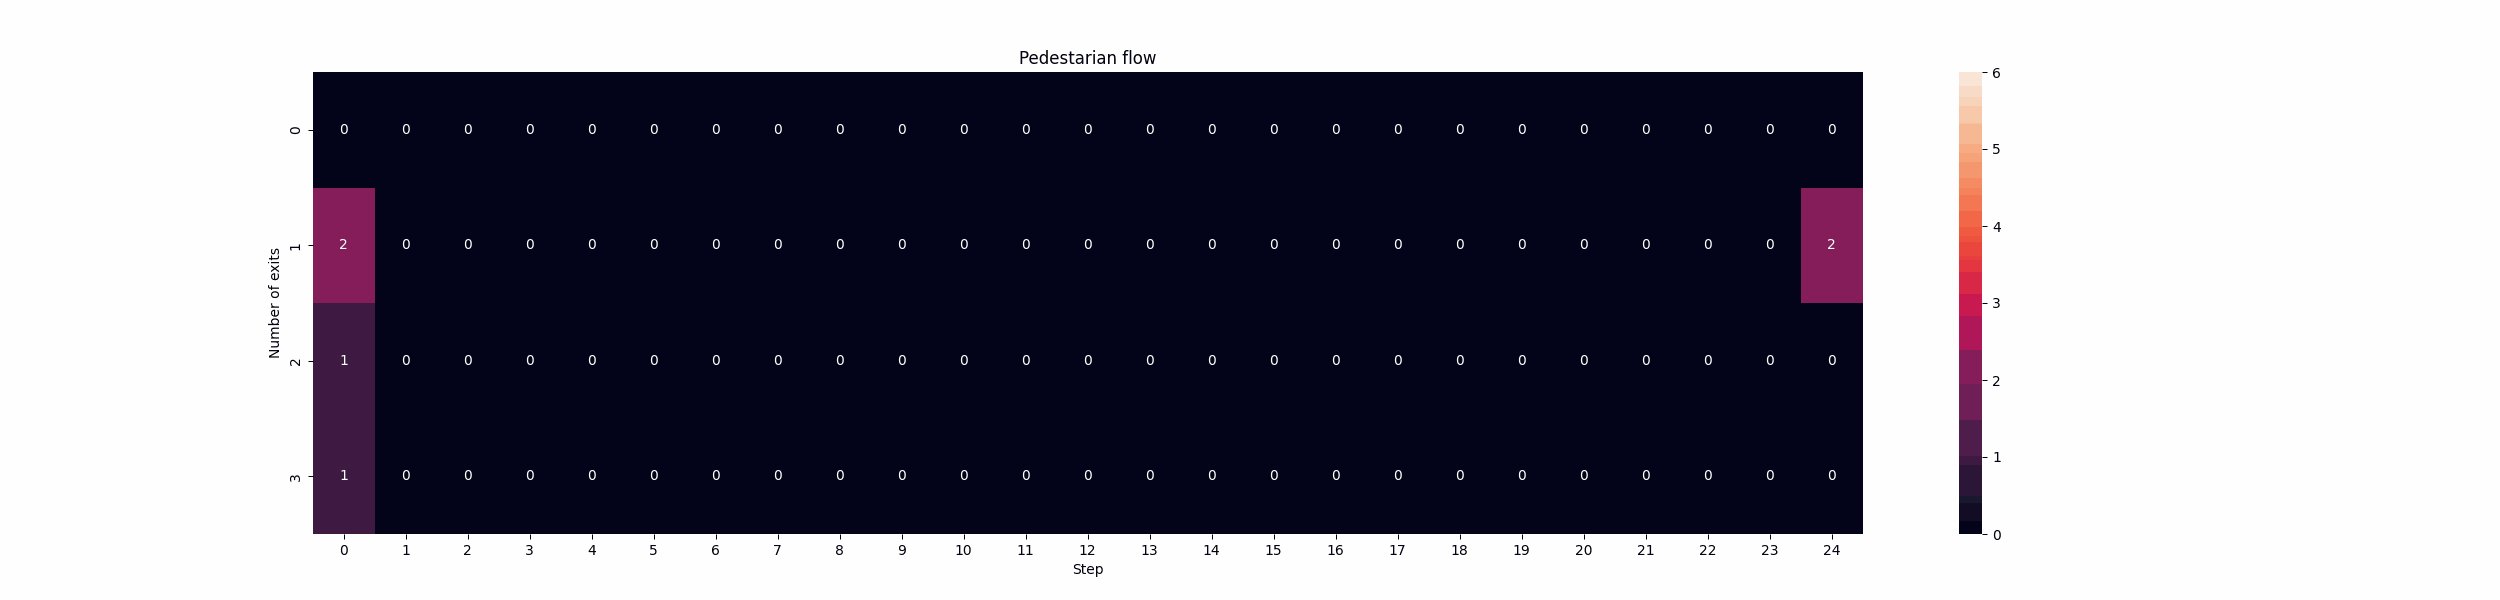 Pedestarian flow
0 0 0 0 0 0 0 0 0 0 0 0 0 0 0 0 0 0 0 0 0 0 0 0 0 0
1 2 0 0 0 0 0 0 0 0 0 0 0 0 0 0 0 0 0 0 0 0 0 0 0 2
2 1 0 0 0 0 0 0 0 0 0 0 0 0 0 0 0 0 0 0 0 0 0 0 0 0
3 1 0 0 0 0 0 0 0 0 0 0 0 0 0 0 0 0 0 0 0 0 0 0 0 0
Number of exits
0 1 2 3 4 5 6 7 8 9 10 11 12 13 14 15 16 17 18 19 20 21 22 23 24
Step
6
5
4
3
2
1
0